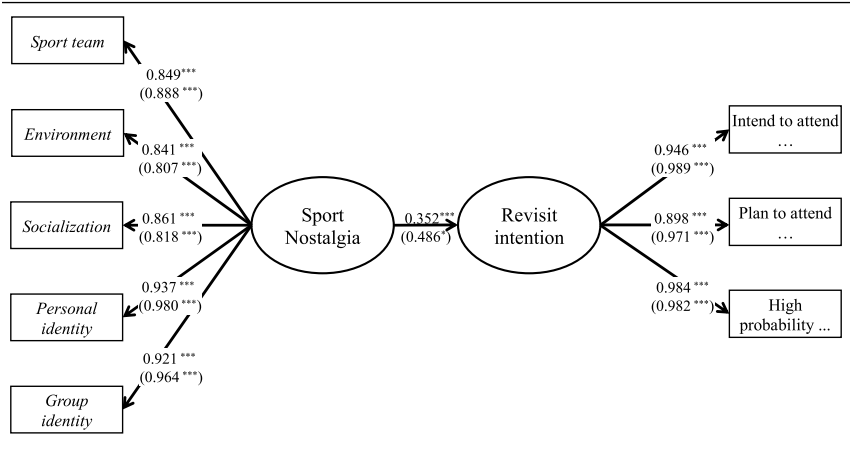 Sport team
0.849***
(0.888 ***)
Environment
0.841 ***
(0.807 ***)
Socialization
0.861 ***
(0.818 ***)
Personal
identity
0.937 ***
(0.980 ***)
Group
identity
0.921 ***
(0.964 ***)
Sport
Nostalgia
0.352***
(0.486*)
Revisit
intention
0.946 ***
(0.989 ***)
Intend to attend
…
0.898 ***
(0.971 ***)
Plan to attend
…
0.984 ***
(0.982 ***)
High
probability ...